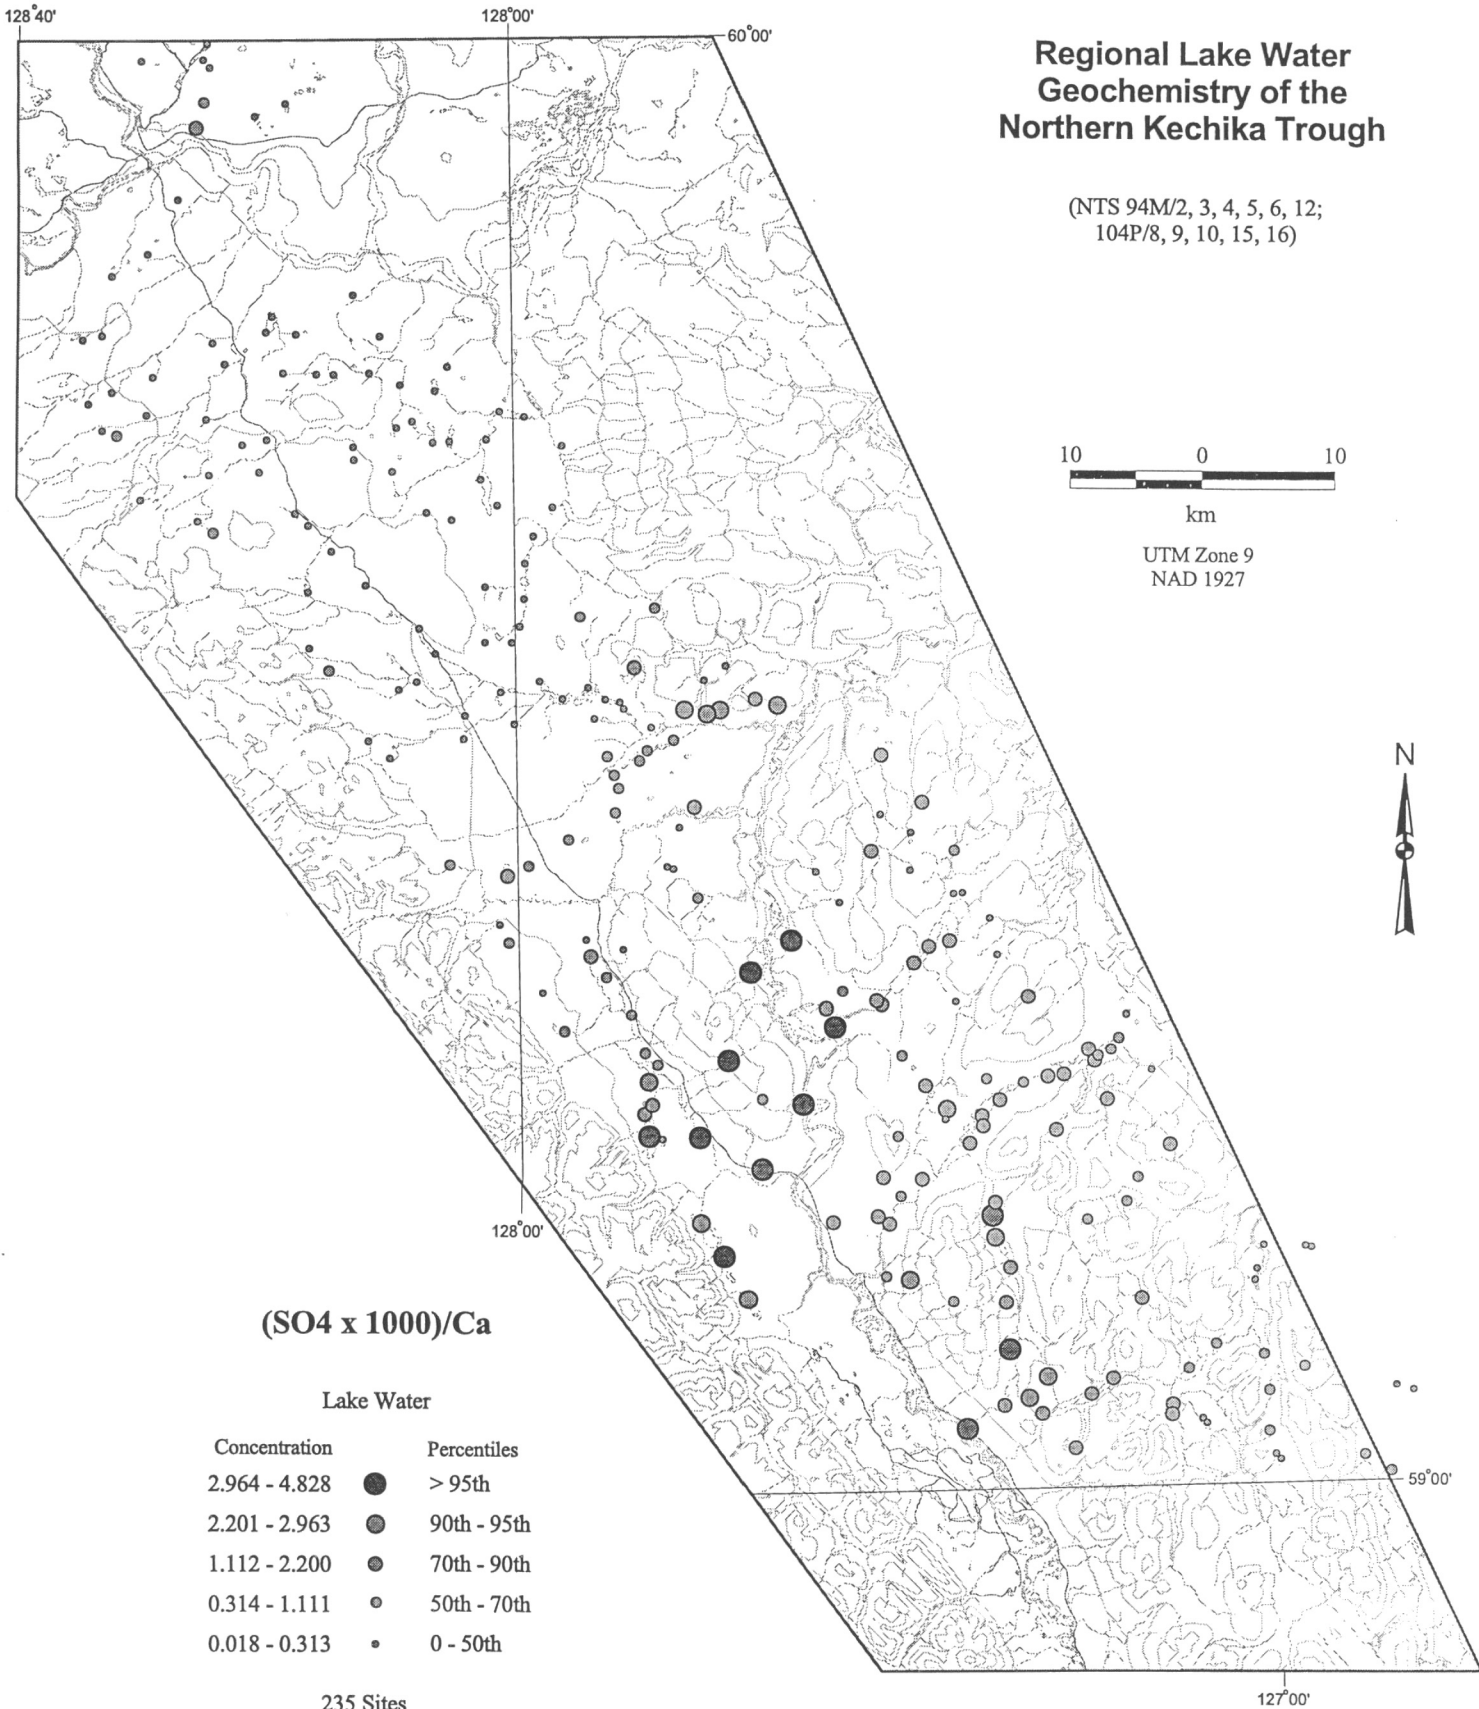 128°40'
128°00'
60°00'
Regional Lake Water
Geochemistry of the
Northern Kechika Trough
(NTS 94M/2, 3, 4, 5, 6, 12;
104P/8, 9, 10, 15, 16)
10 0 10
km
UTM Zone 9
NAD 1927
N
128°00'
(SO4 x 1000)/Ca
Lake Water
Concentration Percentiles
2.964 - 4.828 > 95th
2.201 - 2.963 90th - 95th
1.112 - 2.200 70th - 90th
0.314 - 1.111 50th - 70th
0.018 - 0.313 0 - 50th
235 Sites
59°00'
127°00'